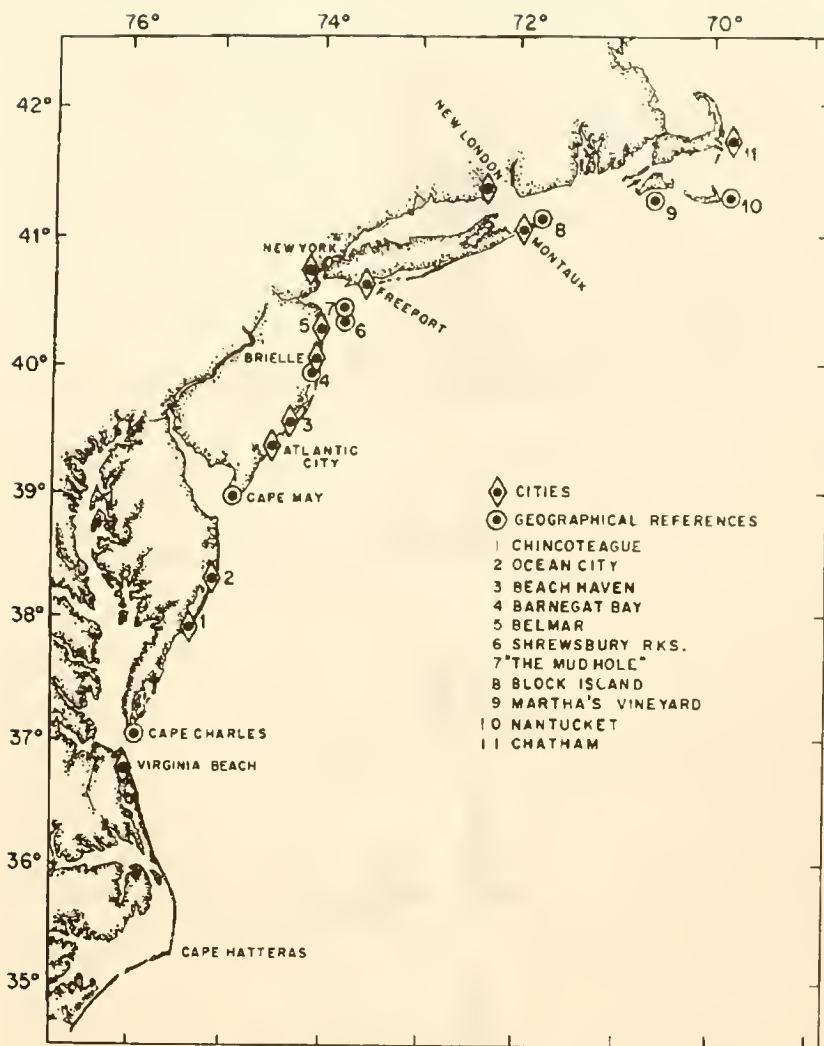 76° 74° 72° 70°
42°
41°
40°
39°
38°
37°
36°
35°
NEW LONDON
11
10
9
8
MONTAUK
NEW YORK
FREEPORT
7
6
5
BRIELLE
4
3
ATLANTIC
CITY
CAPE MAY
2
1
CAPE CHARLES
VIRGINIA BEACH
CAPE HATTERAS
CITIES
GEOGRAPHICAL REFERENCES
1 CHINCOTEAGUE
2 OCEAN CITY
3 BEACH HAVEN
4 BARNEGAT BAY
5 BELMAR
6 SHREWSBURY RKS.
7 "THE MUD HOLE"
8 BLOCK ISLAND
9 MARTHA'S VINEYARD
10 NANTUCKET
11 CHATHAM